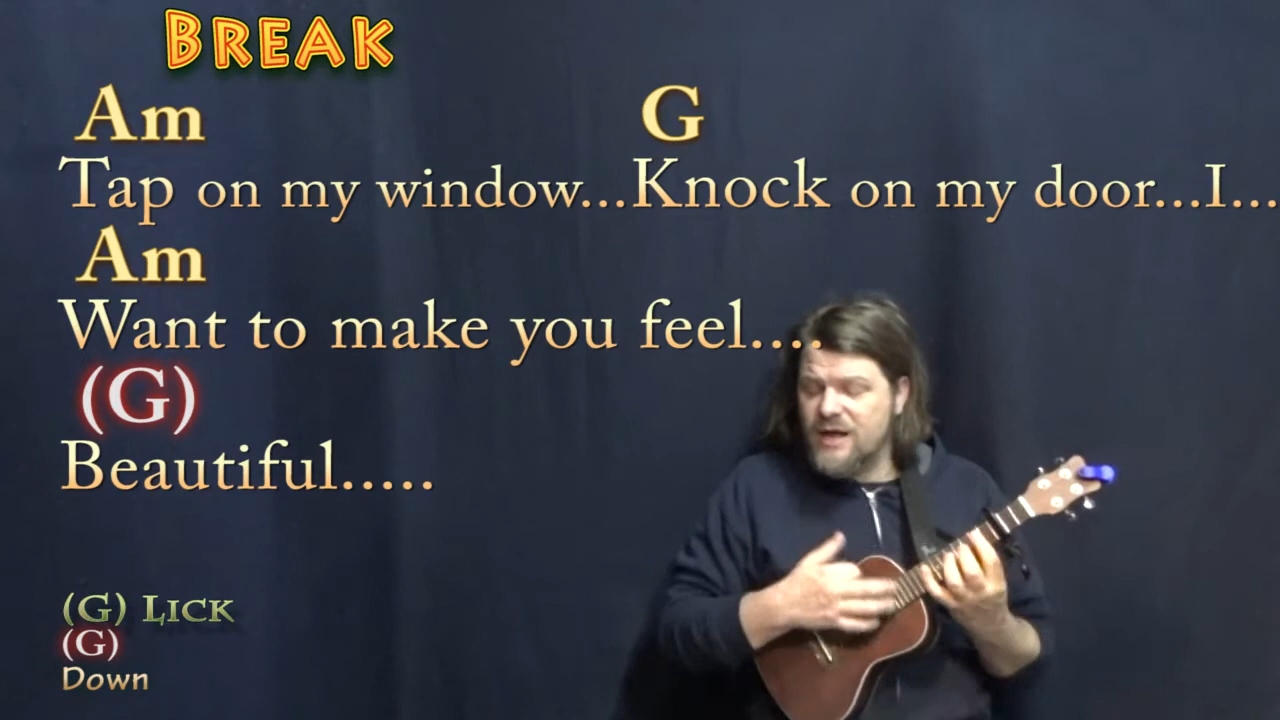 BREAK
Am G
Tap on my window...Knock on my door...I...
Am
Want to make you feel....
(G)
Beautiful.....
(G) LICK
(G)
Down